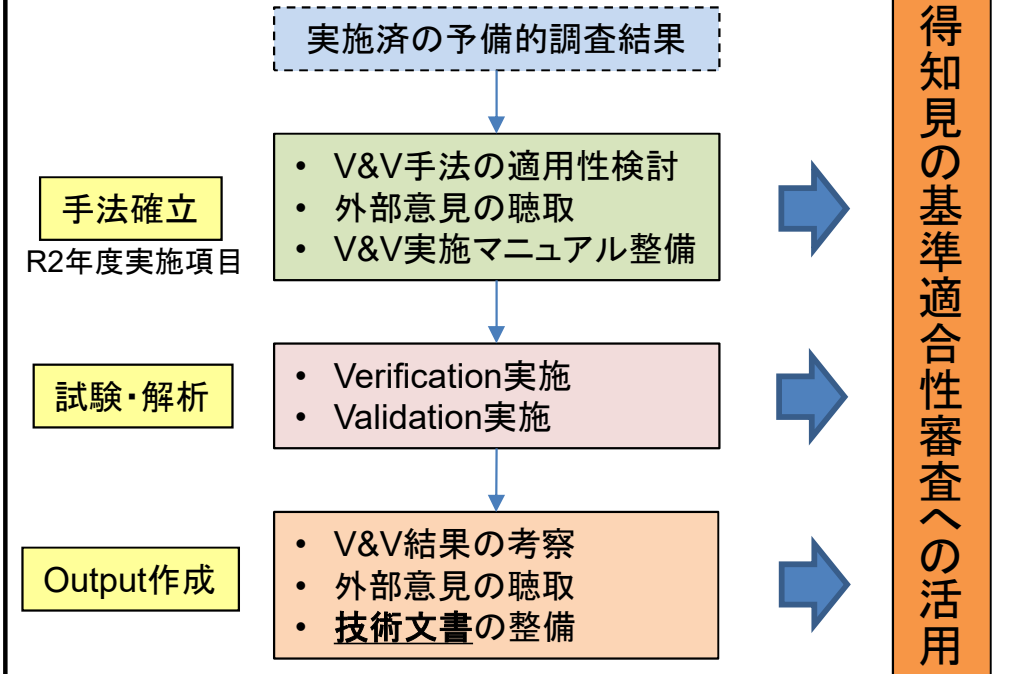 実施済の予備的調査結果
手法確立
R2年度実施項目
• V&V手法の適用性検討
• 外部意見の聴取
• V&V実施マニュアル整備
試験・解析
• Verification実施
• Validation実施
Output作成
• V&V結果の考察
• 外部意見の聴取
• 技術文書の整備
得知見の基準適合性審査への活用